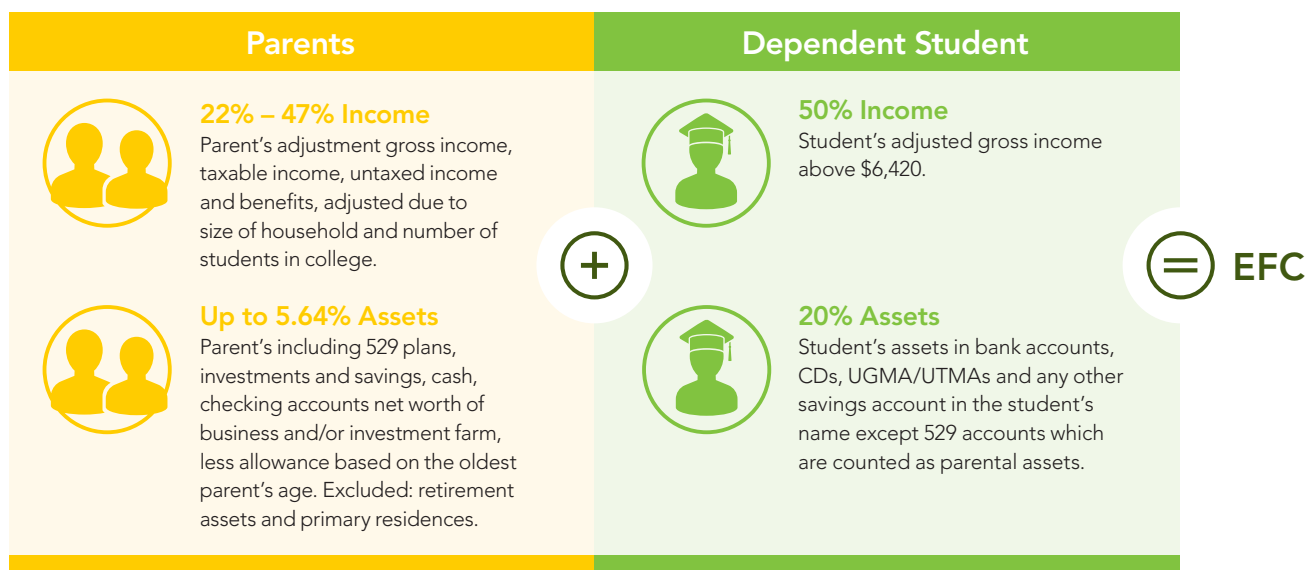 Parents
22% – 47% Income
Parent's adjustment gross income,
taxable income, untaxed income
and benefits, adjusted due to
size of household and number of
students in college.
Up to 5.64% Assets
Parent's including 529 plans,
investments and savings, cash,
checking accounts net worth of
business and/or investment farm,
less allowance based on the oldest
parent's age. Excluded: retirement
assets and primary residences.
+
Dependent Student
50% Income
Student's adjusted gross income
above $6,420.
20% Assets
Student's assets in bank accounts,
CDs, UGMA/UTMAs and any other
savings account in the student's
name except 529 accounts which
are counted as parental assets.
= EFC